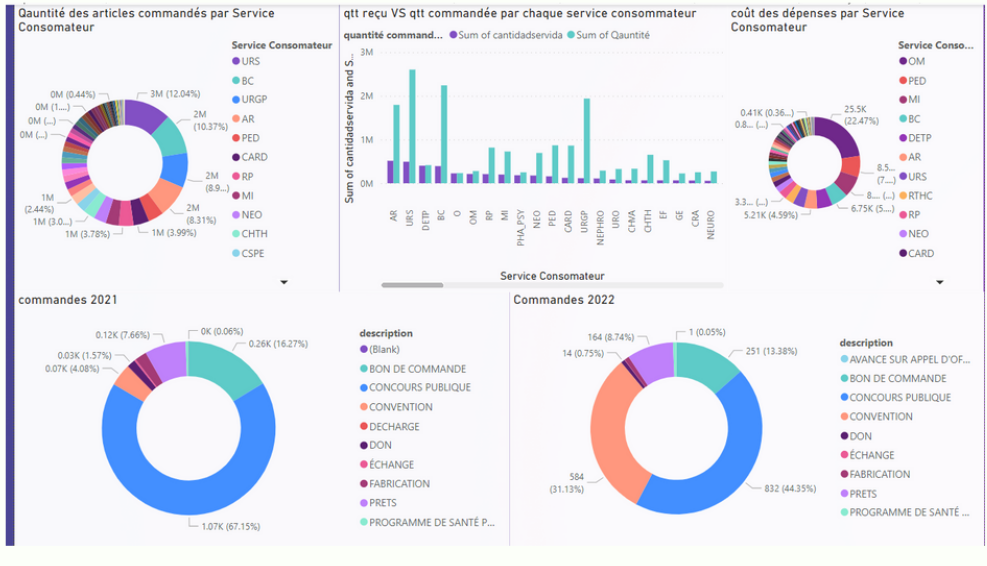 Qauntité des articles commandés par Service
Consomateur
Service Consomateur
URS
BC
URGP
AR
PED
CARD
RP
MI
NEO
CHTH
CSPE
0M (0.44%)
0M (1....)
0M (...)
0M (...)
1M
(2.44%)
1M (3.0...)
1M (3.78%)
1M (3.99%)
2M
(8.31%)
2M
(8.9...)
2M
(10.37%)
3M (12.04%)
qtt reçu VS qtt commandée par chaque service consommateur
quantité command...
Sum of cantidadservida
Sum of Qauntité
Sum of cantidadservida and S...
3M
2M
1M
0M
AR
URS
DETP
BC
O
OM
RP
MI
PHA_PSY
NEO
PED
CARD
URGP
NEPHRO
URO
CHMA
CHTH
EF
GE
CRA
NEURO
Service Consomateur
coût des dépenses par Service
Consomateur
Service Conso...
OM
PED
MI
BC
DETP
AR
URS
RTHC
RP
NEO
CARD
0.41K (0.36...)
0.8... (...)
3.3... (...)
5.21K (4.59%)
6.75K (5....)
8.... (...)
8.5...
(7....)
25.5K
(22.47%)
commandes 2021
0.12K (7.66%)
0.03K (1.57%)
0.07K (4.08%)
0K (0.06%)
0.26K (16.27%)
1.07K (67.15%)
description
(Blank)
BON DE COMMANDE
CONCOURS PUBLIQUE
CONVENTION
DECHARGE
DON
ÉCHANGE
FABRICATION
PRETS
PROGRAMME DE SANTÉ P...
Commandes 2022
164 (8.74%)
14 (0.75%)
1 (0.05%)
251 (13.38%)
584
(31.13%)
832 (44.35%)
description
AVANCE SUR APPEL D'OF...
BON DE COMMANDE
CONCOURS PUBLIQUE
CONVENTION
DON
ÉCHANGE
FABRICATION
PRETS
PROGRAMME DE SANTÉ ...